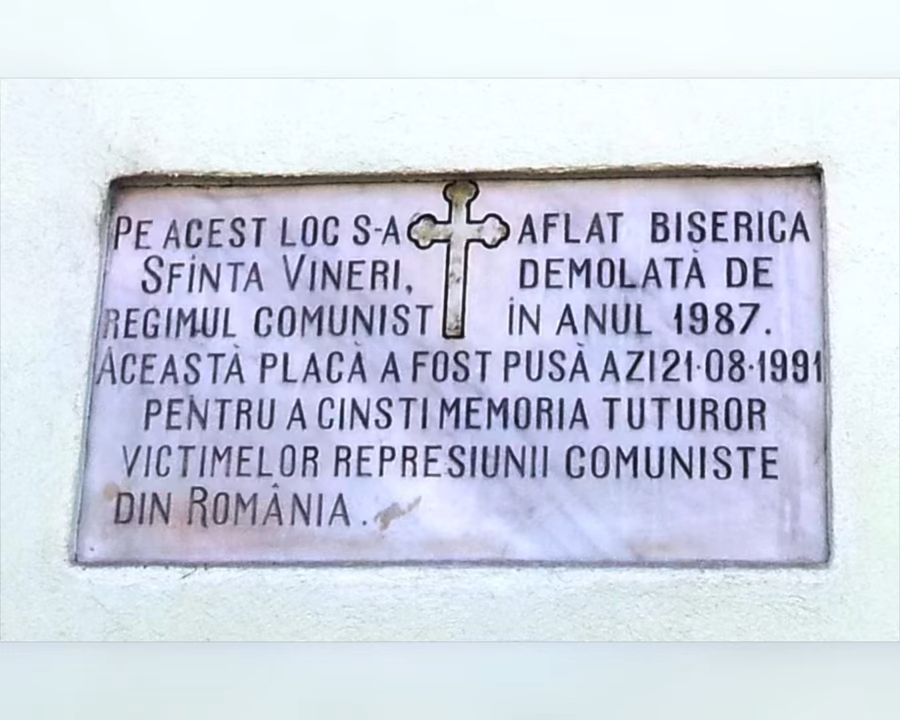 PE ACEST LOC S-A AFLAT BISERICA
SFÎNTA VINERI, DEMOLATĂ DE
REGIMUL COMUNIST ÎN ANUL 1987.
ACEASTĂ PLACĂ A FOST PUSĂ AZI 21·08·1991
PENTRU A CINSTI MEMORIA TUTUROR
VICTIMELOR REPRESIUNII COMUNISTE
DIN ROMÂNIA.